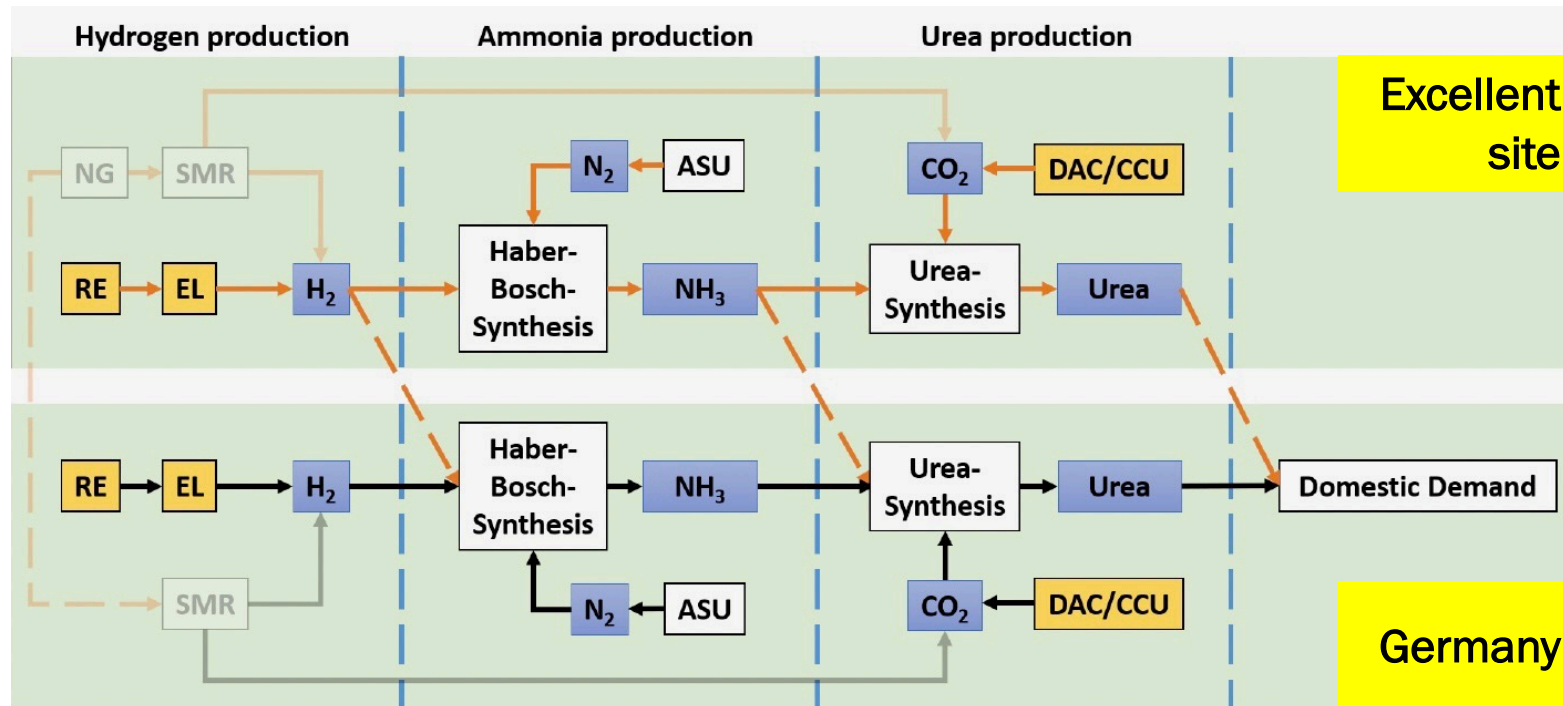 Hydrogen production
Ammonia production
Urea production
Excellent
site
NG
SMR
N₂
ASU
CO₂
DAC/CCU
RE
EL
H₂
Haber-
Bosch-
Synthesis
NH₃
Urea-
Synthesis
Urea
RE
EL
H₂
Haber-
Bosch-
Synthesis
NH₃
Urea-
Synthesis
Urea
Domestic Demand
SMR
N₂
ASU
CO₂
DAC/CCU
Germany